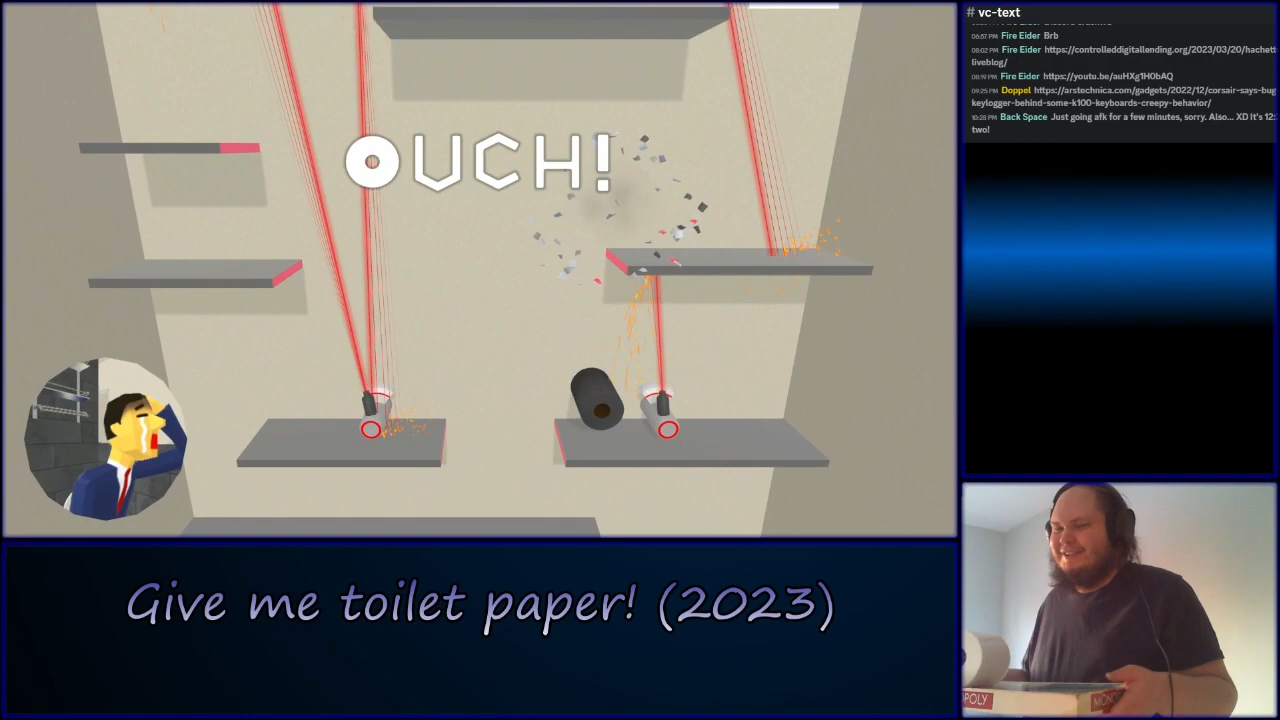 OUCH!
Give me toilet paper! (2023)
# vc-text
06:57 PM Fire Eider Brb
08:02 PM Fire Eider https://controlleddigitallending.org/2023/03/20/hachett
liveblog/
08:19 PM Fire Eider https://youtu.be/auHXg1H0bAQ
09:25 PM Doppel https://arstechnica.com/gadgets/2022/12/corsair-says-bug
keylogger-behind-some-k100-keyboards-creepy-behavior/
10:28 PM Back Space Just going afk for a few minutes, sorry. Also... XD It's 12:
two!
OPOLY
MONO